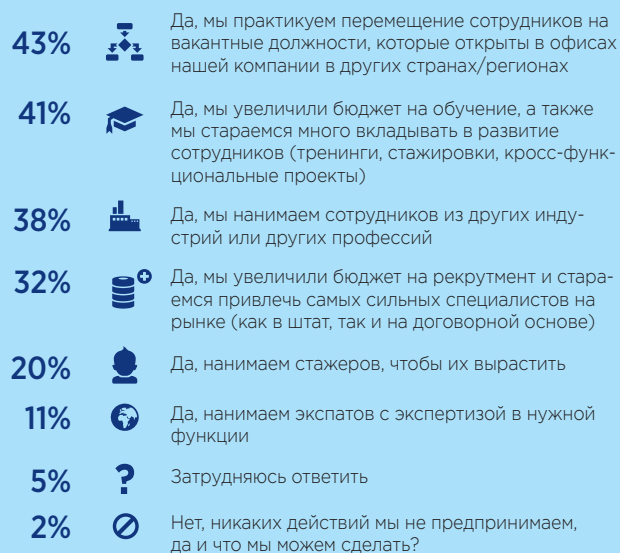 43%
Да, мы практикуем перемещение сотрудников на
вакантные должности, которые открыты в офисах
нашей компании в других странах/регионах
41%
Да, мы увеличили бюджет на обучение, а также
мы стараемся много вкладывать в развитие
сотрудников (тренинги, стажировки, кросс-функ-
циональные проекты)
38%
Да, мы нанимаем сотрудников из других инду-
стрий или других профессий
32%
Да, мы увеличили бюджет на рекрутмент и стара-
емся привлечь самых сильных специалистов на
рынке (как в штат, так и на договорной основе)
20%
Да, нанимаем стажеров, чтобы их вырастить
11%
Да, нанимаем экспатов с экспертизой в нужной
функции
5%
?
Затрудняюсь ответить
2%
Нет, никаких действий мы не предпринимаем,
да и что мы можем сделать?